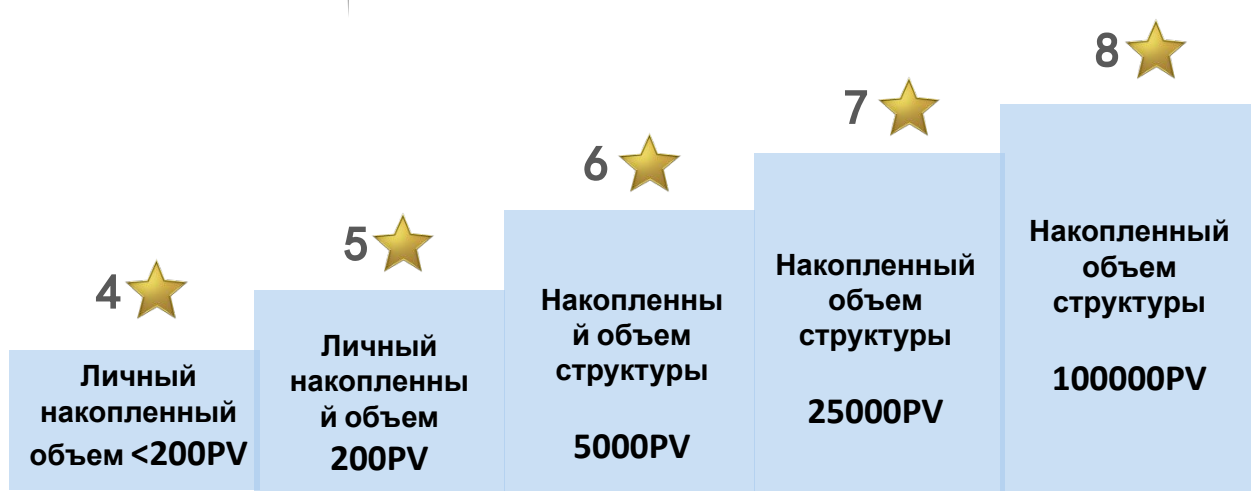 4
Личный
накопленный
объем <200PV
5
Личный
накопленны
й объем
200PV
6
Накопленны
й объем
структуры
5000PV
7
Накопленный
объем
структуры
25000PV
8
Накопленный
объем
структуры
100000PV